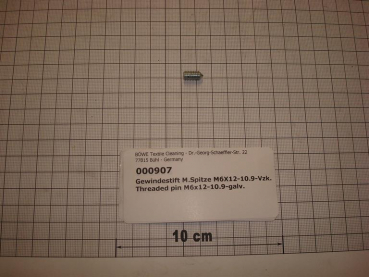 BÖWE Textile Cleaning - Dr.-Georg-Schaeffler-Str. 22
77815 Bühl - Germany
000907
Gewindestift M.Spitze M6X12-10.9-Vzk.
Threaded pin M6x12-10.9-galv.
10 cm